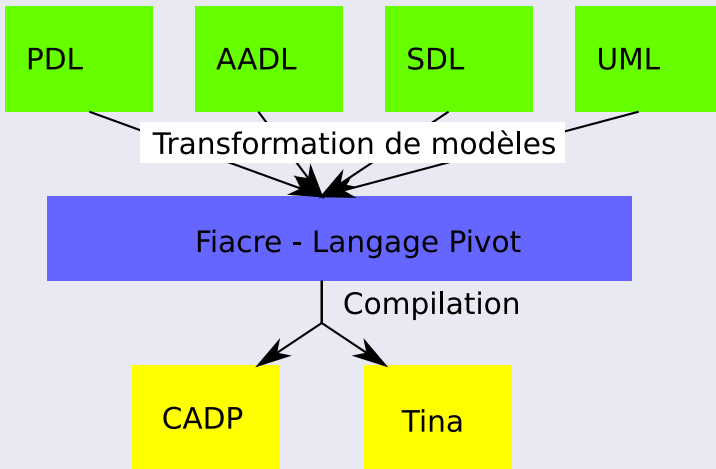 PDL
AADL
SDL
UML
Transformation de modèles
Fiacre - Langage Pivot
Compilation
CADP
Tina